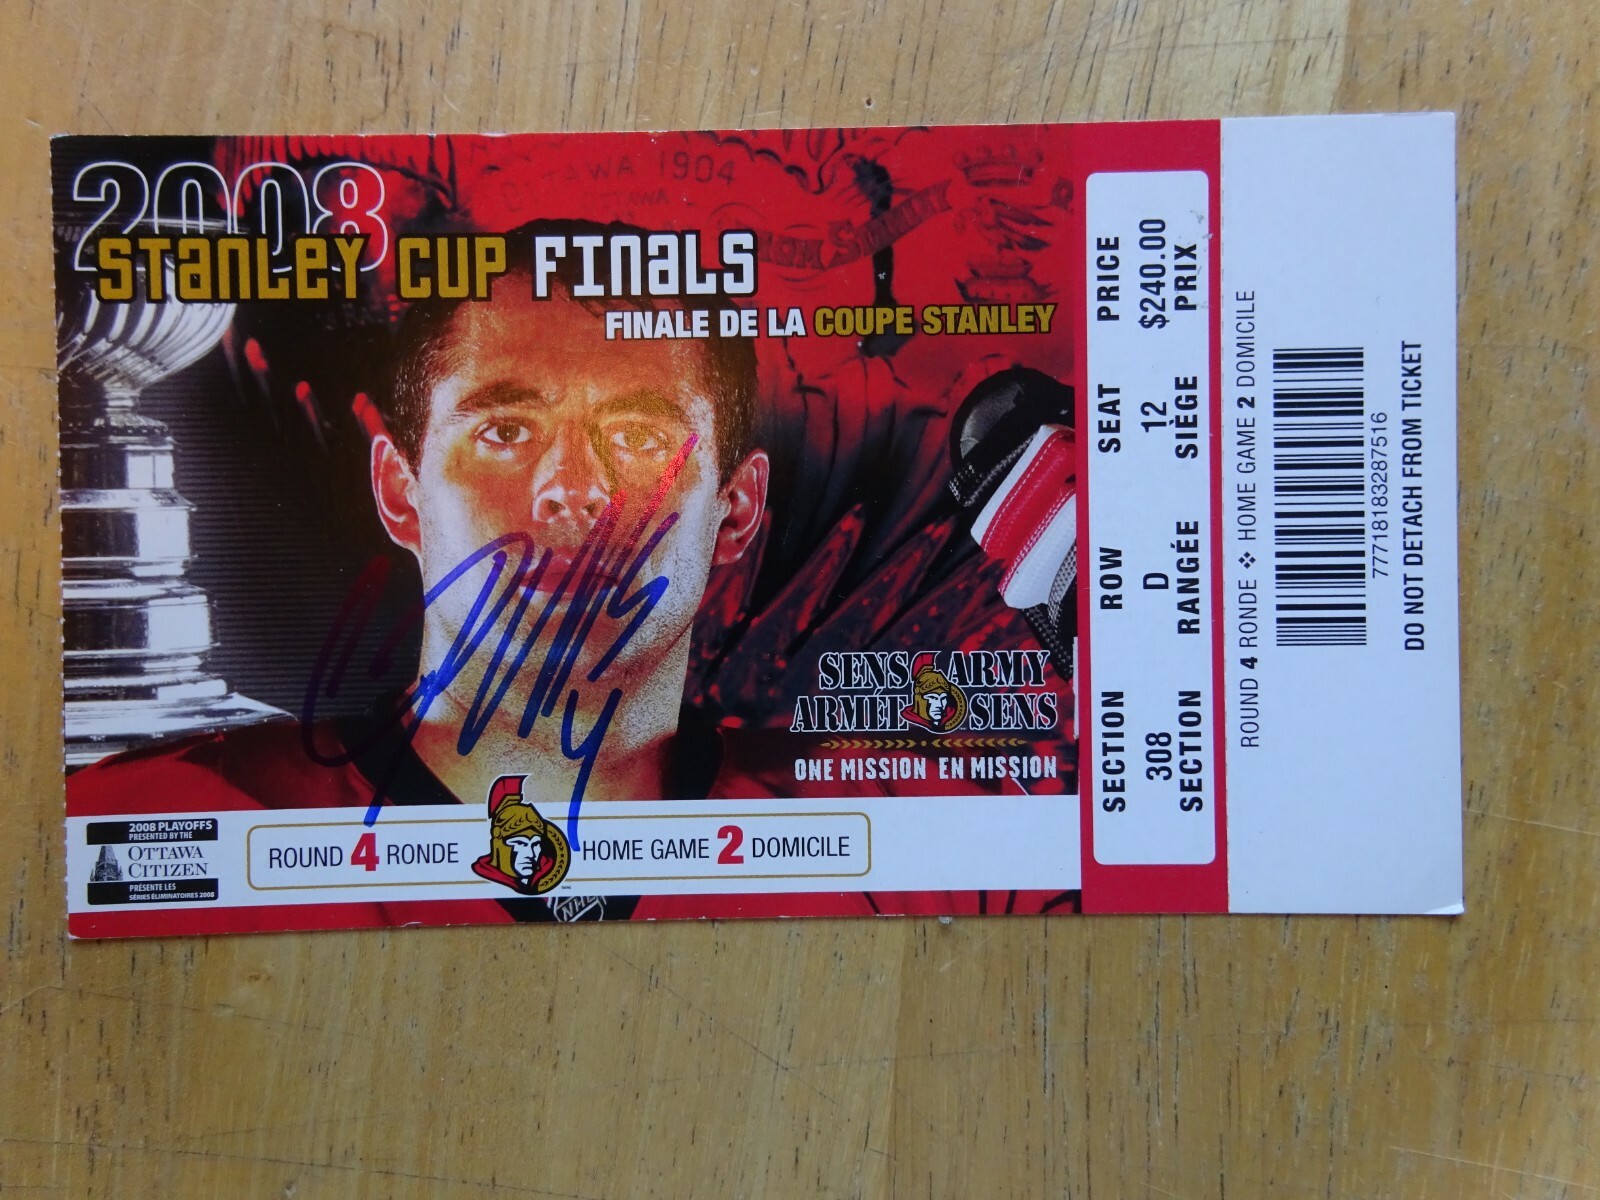 OTTAWA 1904
OTTAWA
2008
STANLEY CUP FINALS
FINALE DE LA COUPE STANLEY
SENS ARMY
ARMÉE SENS
ONE MISSION EN MISSION
2008 PLAYOFFS
PRESENTED BY THE
OTTAWA
CITIZEN
PRÉSENTE LES
SÉRIES ÉLIMINATOIRES 2008
ROUND 4 RONDE
HOME GAME 2 DOMICILE
NHL
SECTION ROW SEAT PRICE
308 D 12 $240.00
SECTION RANGÉE SIÈGE PRIX
ROUND 4 RONDE ❖ HOME GAME 2 DOMICILE
77718183287516
DO NOT DETACH FROM TICKET